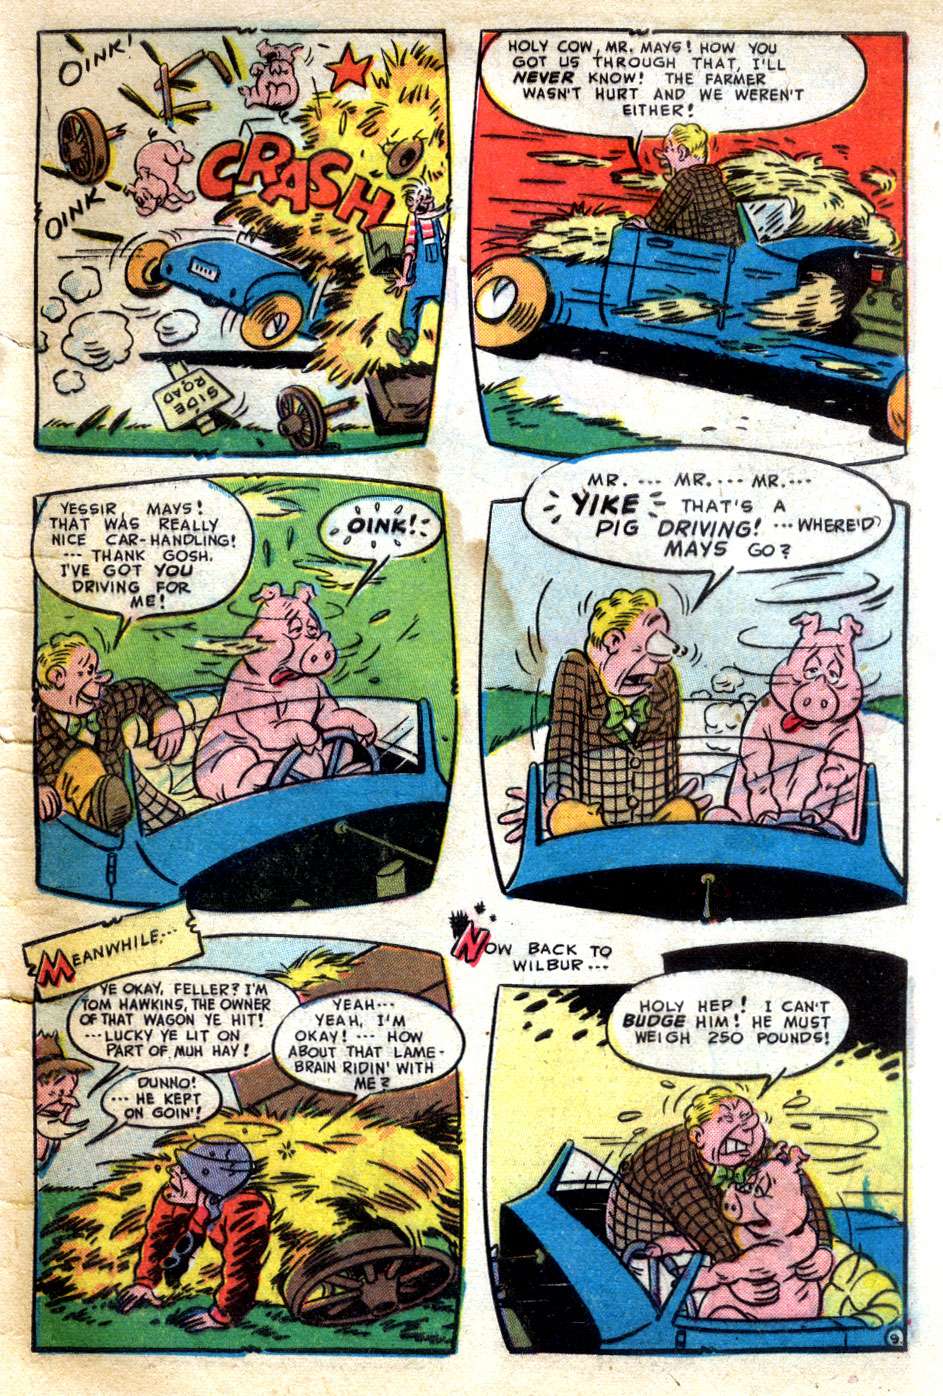 OINK!
OINK
CRASH
SIDE
ROAD
HOLY COW, MR. MAYS! HOW YOU
GOT US THROUGH THAT, I'LL
NEVER KNOW! THE FARMER
WASN'T HURT AND WE WEREN'T
EITHER!
YESSIR, MAYS!
THAT WAS REALLY
NICE CAR-HANDLING!
... THANK GOSH,
I'VE GOT YOU
DRIVING FOR
ME!
OINK!
MR. ... MR. ... MR. ...
YIKE THAT'S A
PIG DRIVING! ...WHERE'D
MAYS GO?
MEANWHILE...
YE OKAY, FELLER? I'M
TOM HAWKINS, THE OWNER
OF THAT WAGON YE HIT!
...LUCKY YE LIT ON
PART OF MUH HAY!
YEAH...
YEAH, I'M
OKAY! ... HOW
ABOUT THAT LAME-
BRAIN RIDIN' WITH
ME?
DUNNO!
... HE KEPT
ON GOIN'!
NOW BACK TO
WILBUR...
HOLY HEP! I CAN'T
BUDGE HIM! HE MUST
WEIGH 250 POUNDS!
9